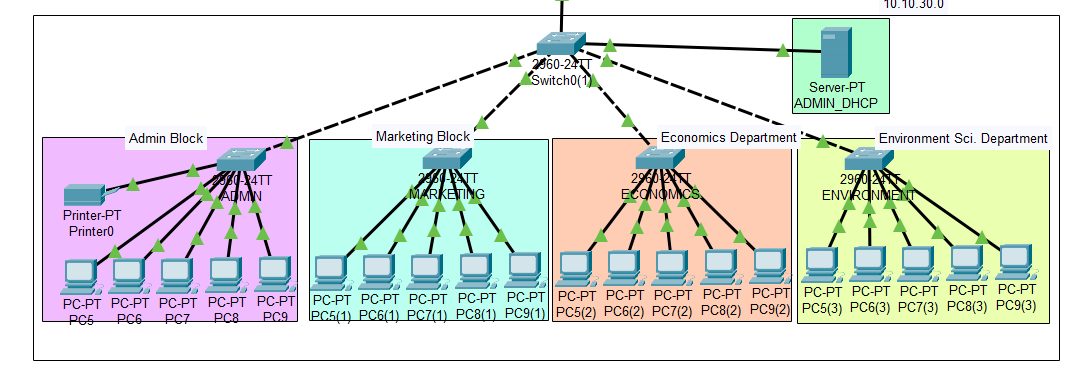 10.10.30.0
2960-24TT
Switch0(1)
Server-PT
ADMIN_DHCP
Admin Block
Marketing Block
Economics Department
Environment Sci. Department
2960-24TT
ADMIN
2960-24TT
MARKETING
2960-24TT
ECONOMICS
2960-24TT
ENVIRONMENT
Printer-PT
Printer0
PC-PT
PC5
PC-PT
PC6
PC-PT
PC7
PC-PT
PC8
PC-PT
PC9
PC-PT
PC5(1)
PC-PT
PC6(1)
PC-PT
PC7(1)
PC-PT
PC8(1)
PC-PT
PC9(1)
PC-PT
PC5(2)
PC-PT
PC6(2)
PC-PT
PC7(2)
PC-PT
PC8(2)
PC-PT
PC9(2)
PC-PT
PC5(3)
PC-PT
PC6(3)
PC-PT
PC7(3)
PC-PT
PC8(3)
PC-PT
PC9(3)